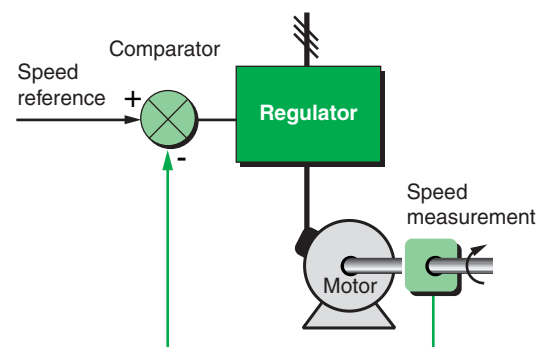 Comparator
Speed
reference
+
-
Regulator
Speed
measurement
Motor